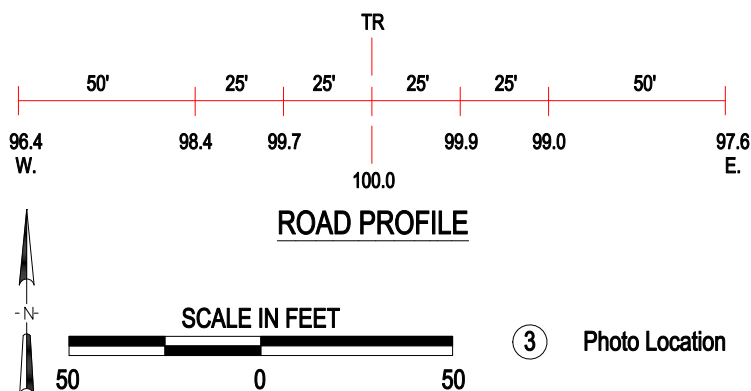 TR
50' 25' 25' 25' 25' 50'
96.4 98.4 99.7 99.9 99.0 97.6
W. E.
100.0
ROAD PROFILE
-N-
SCALE IN FEET
3 Photo Location
50 0 50